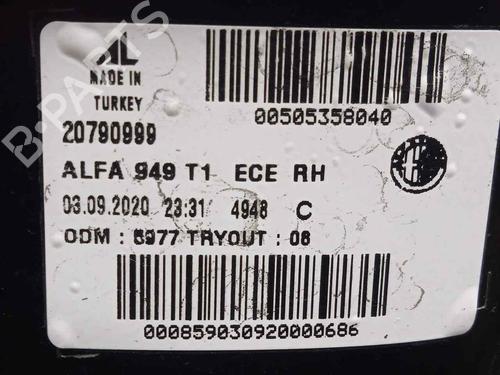 AL
MADE IN
TURKEY
00505358040
20790999
ALFA 949 T1 ECE RH
03.09.2020 23:31 4948 C
ODM : 6977 TRYOUT : 06
000859030920000686
B-PARTS